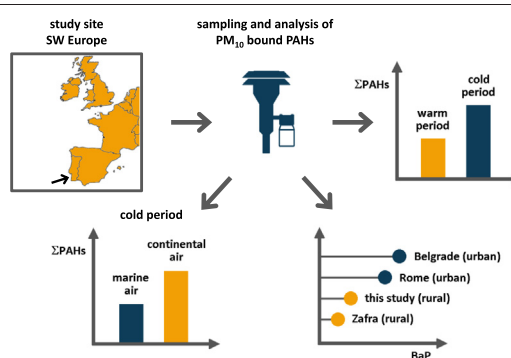 study site
SW Europe
sampling and analysis of
PM₁₀ bound PAHs
ΣPAHs
warm
period
cold
period
cold period
ΣPAHs
marine
air
continental
air
Belgrade (urban)
Rome (urban)
this study (rural)
Zafra (rural)
BaP